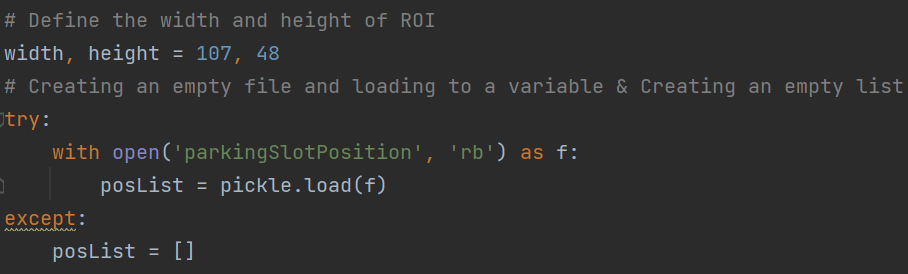 # Define the width and height of ROI
width, height = 107, 48
# Creating an empty file and loading to a variable & Creating an empty list
try:
    with open('parkingSlotPosition', 'rb') as f:
        posList = pickle.load(f)
except:
    posList = []